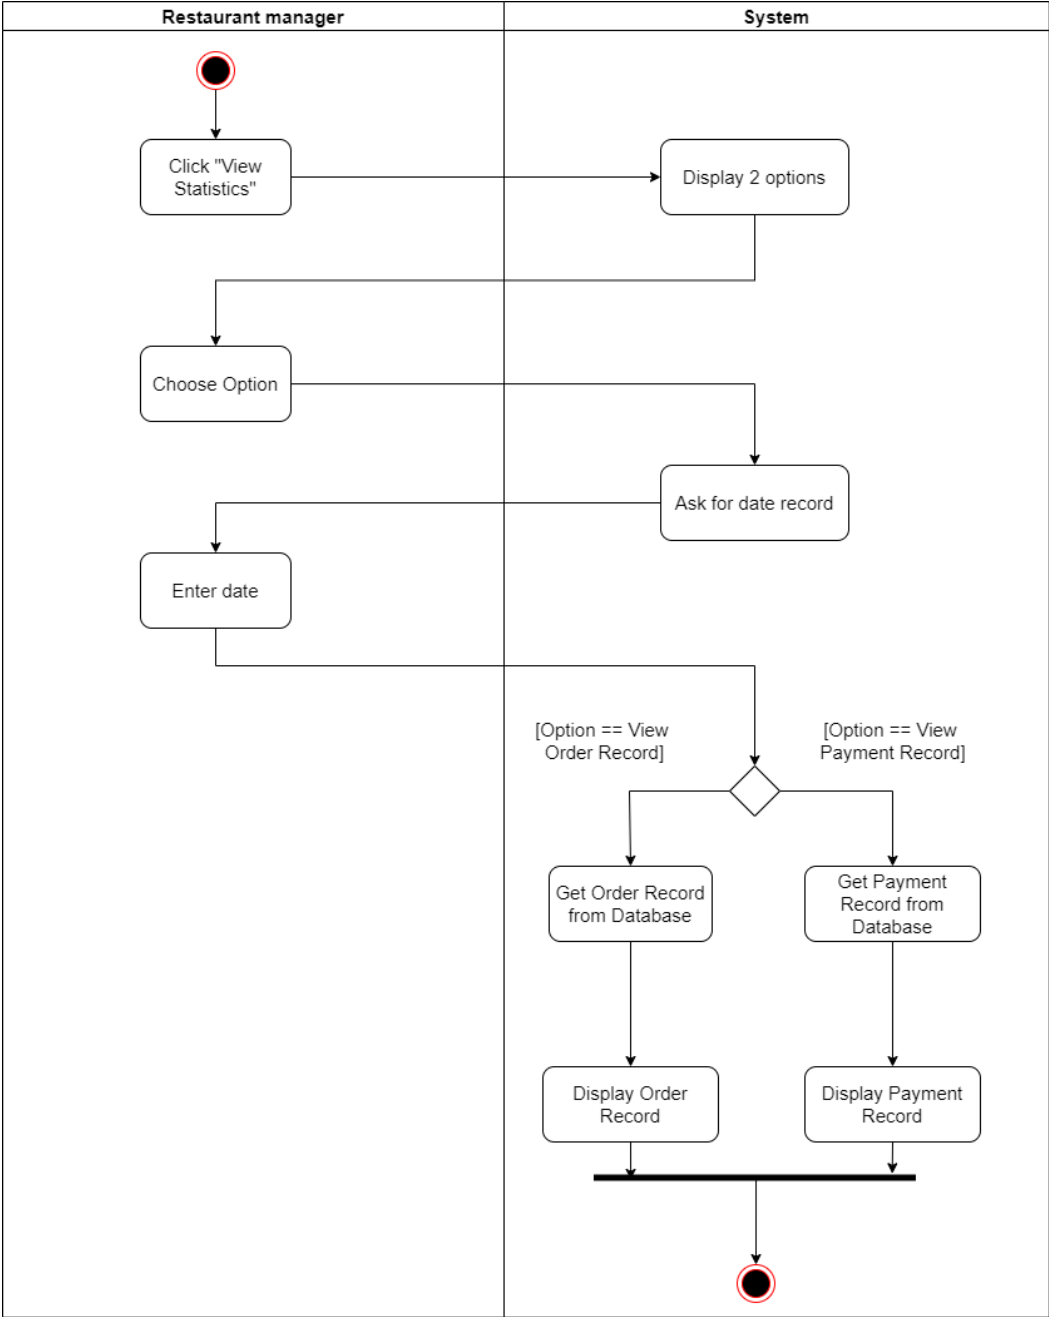 Restaurant manager
System
Click "View
Statistics"
Display 2 options
Choose Option
Ask for date record
Enter date
[Option == View
Order Record]
[Option == View
Payment Record]
Get Order Record
from Database
Get Payment
Record from
Database
Display Order
Record
Display Payment
Record